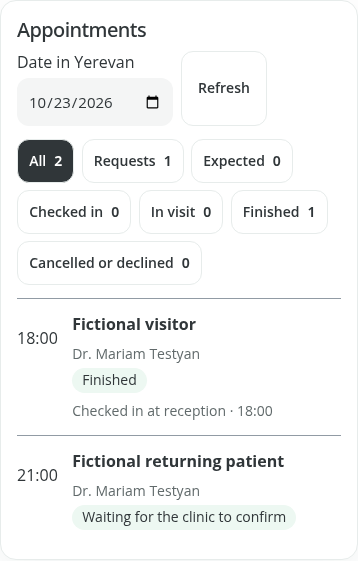 Appointments
Date in Yerevan
10/23/2026
Refresh
All 2
Requests 1
Expected 0
Checked in 0
In visit 0
Finished 1
Cancelled or declined 0
18:00
Fictional visitor
Dr. Mariam Testyan
Finished
Checked in at reception · 18:00
21:00
Fictional returning patient
Dr. Mariam Testyan
Waiting for the clinic to confirm